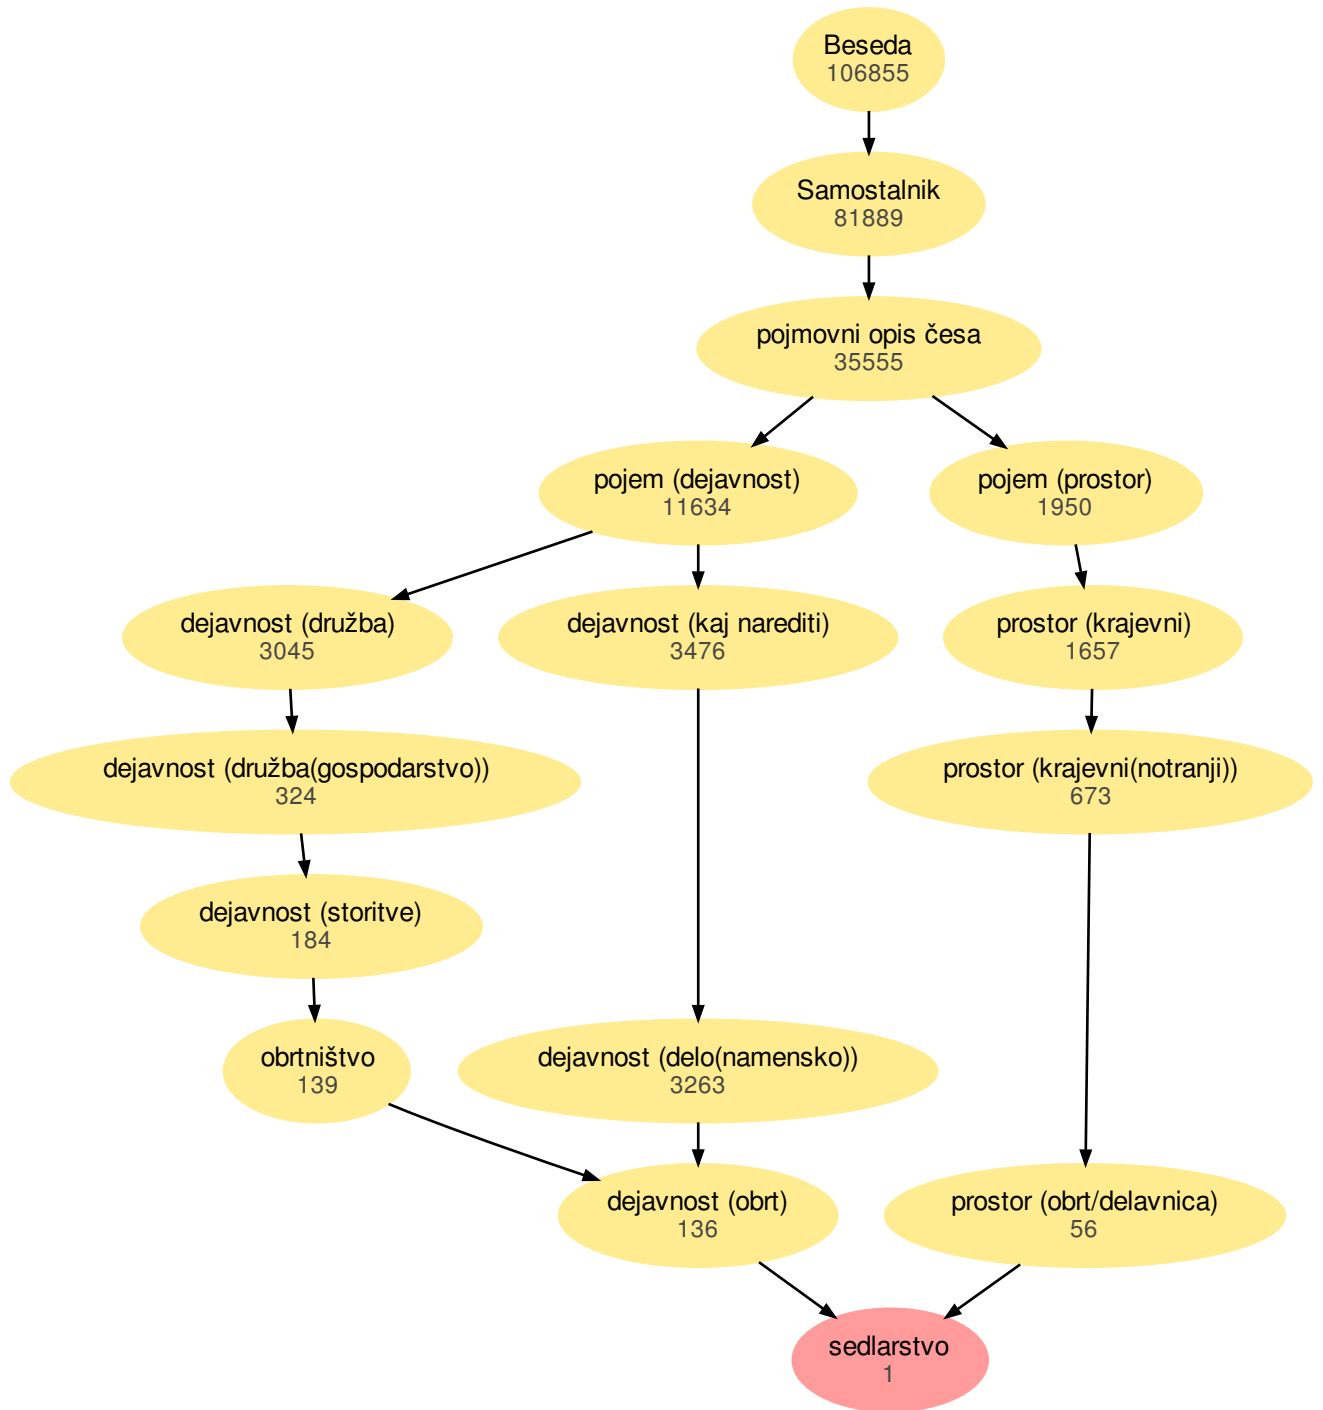 Beseda
106855
Samostalnik
81889
pojmovni opis česa
35555
pojem (dejavnost)
11634
pojem (prostor)
1950
dejavnost (družba)
3045
dejavnost (kaj narediti)
3476
prostor (krajevni)
1657
dejavnost (družba(gospodarstvo))
324
prostor (krajevni(notranji))
673
dejavnost (storitve)
184
obrtništvo
139
dejavnost (delo(namensko))
3263
dejavnost (obrt)
136
prostor (obrt/delavnica)
56
sedlarstvo
1